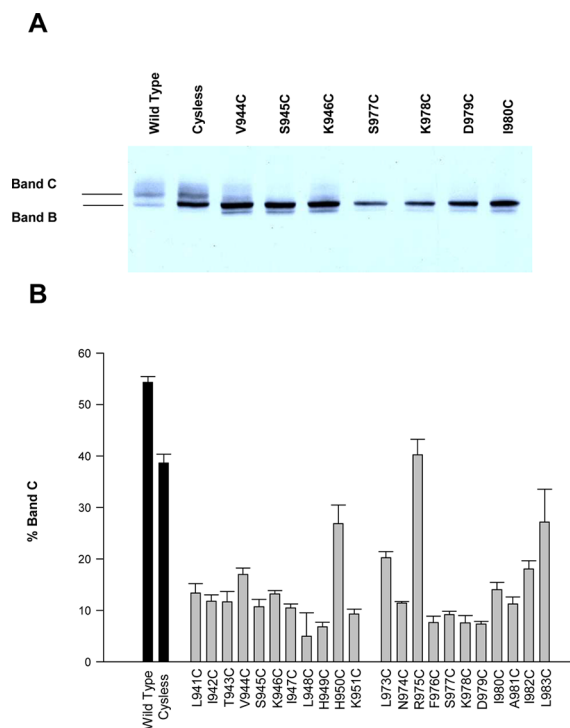 A
Wild Type
Cysless
V944C
S945C
K946C
S977C
K978C
D979C
I980C
Band C
Band B
B
60
50
40
30
20
10
0
% Band C
Wild Type
Cysless
L941C
I942C
T943C
V944C
S945C
K946C
I947C
L948C
H949C
H950C
K951C
L973C
N974C
R975C
F976C
S977C
K978C
D979C
I980C
A981C
I982C
L983C